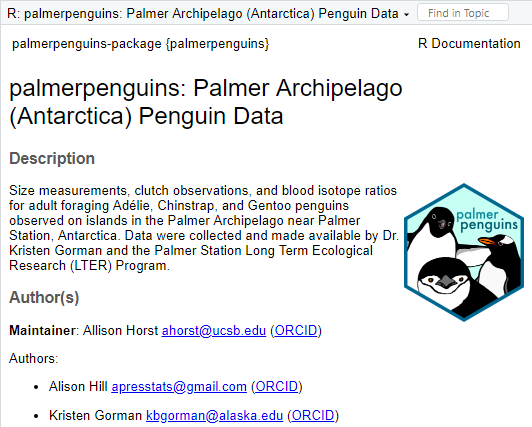 R: palmerpenguins: Palmer Archipelago (Antarctica) Penguin Data
Find in Topic
palmerpenguins-package {palmerpenguins}
R Documentation
palmerpenguins: Palmer Archipelago
(Antarctica) Penguin Data
Description
Size measurements, clutch observations, and blood isotope ratios
for adult foraging Adélie, Chinstrap, and Gentoo penguins
observed on islands in the Palmer Archipelago near Palmer
Station, Antarctica. Data were collected and made available by Dr.
Kristen Gorman and the Palmer Station Long Term Ecological
Research (LTER) Program.
palmer
penguins
Author(s)
Maintainer: Allison Horst ahorst@ucsb.edu (ORCID)
Authors:
• Alison Hill apresstats@gmail.com (ORCID)
• Kristen Gorman kbgorman@alaska.edu (ORCID)